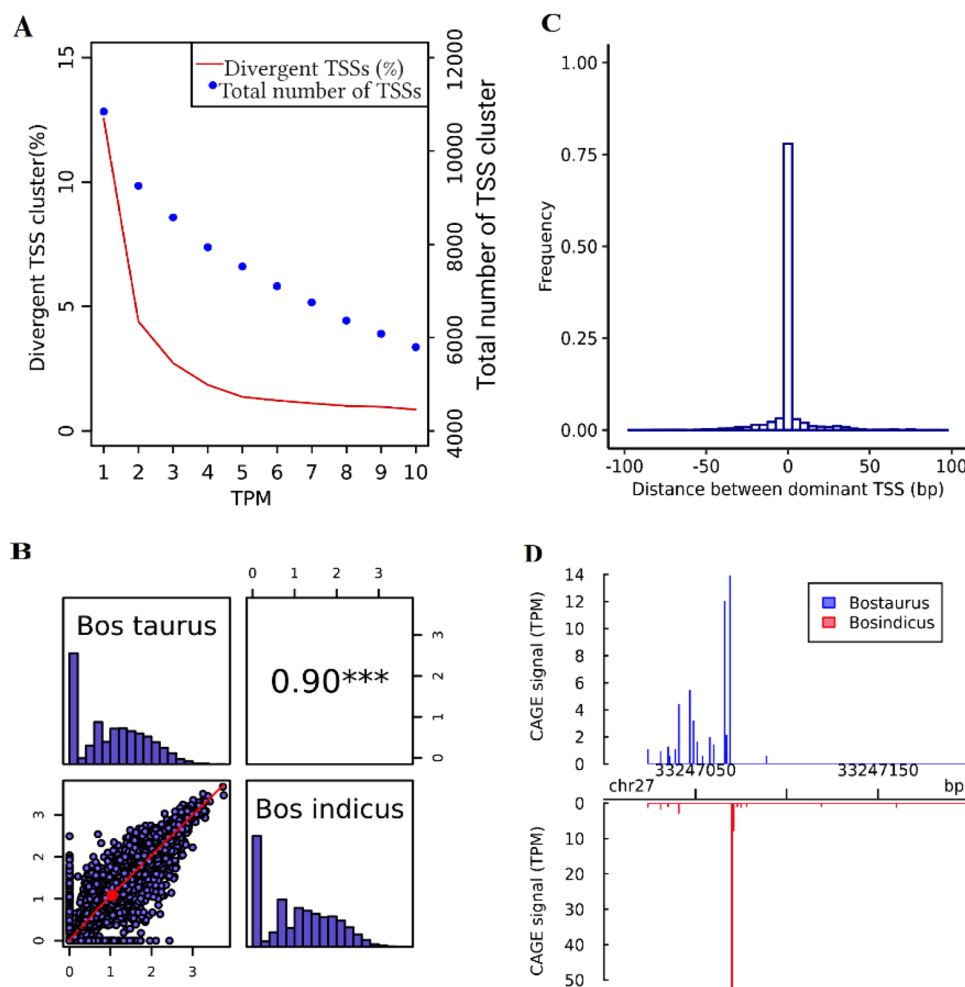 A
Divergent TSSs (%)
Total number of TSSs
Divergent TSS cluster(%)
15
10
5
0
Total number of TSS cluster
12000
10000
8000
6000
4000
1 2 3 4 5 6 7 8 9 10
TPM
C
Frequency
1.00
0.75
0.50
0.25
0.00
-100 -50 0 50 100
Distance between dominant TSS (bp)
B
0 1 2 3
Bos taurus
0.90***
3
2
1
0
Bos indicus
3
2
1
0
0 1 2 3
D
CAGE signal (TPM)
14
12
10
8
6
4
2
0
Bostaurus
Bosindicus
33247050 33247150
chr27 bp
CAGE signal (TPM)
0
10
20
30
40
50